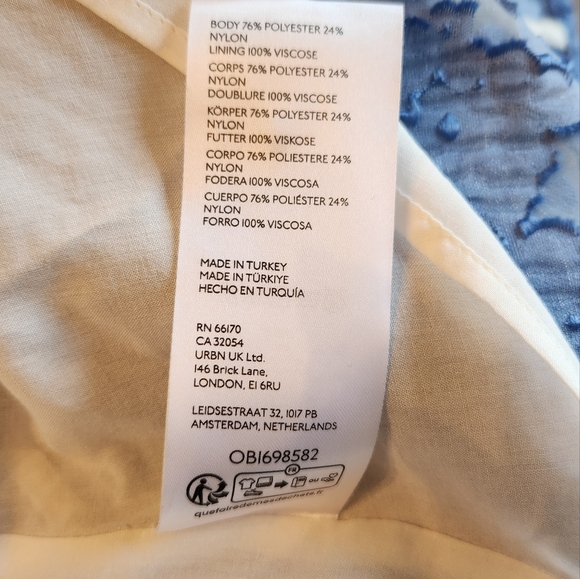 BODY 76% POLYESTER 24%
NYLON
LINING 100% VISCOSE
CORPS 76% POLYESTER 24%
NYLON
DOUBLURE 100% VISCOSE
KÖRPER 76% POLYESTER 24%
NYLON
FUTTER 100% VISKOSE
CORPO 76% POLIESTERE 24%
NYLON
FODERA 100% VISCOSA
CUERPO 76% POLIÉSTER 24%
NYLON
FORRO 100% VISCOSA
MADE IN TURKEY
MADE IN TÜRKİYE
HECHO EN TURQUÍA
RN 66170
CA 32054
URBN UK Ltd.
146 Brick Lane,
LONDON, E1 6RU
LEIDSESTRAAT 32, 1017 PB
AMSTERDAM, NETHERLANDS
OB1698582
FR
ou
quefairedemesdechets.fr